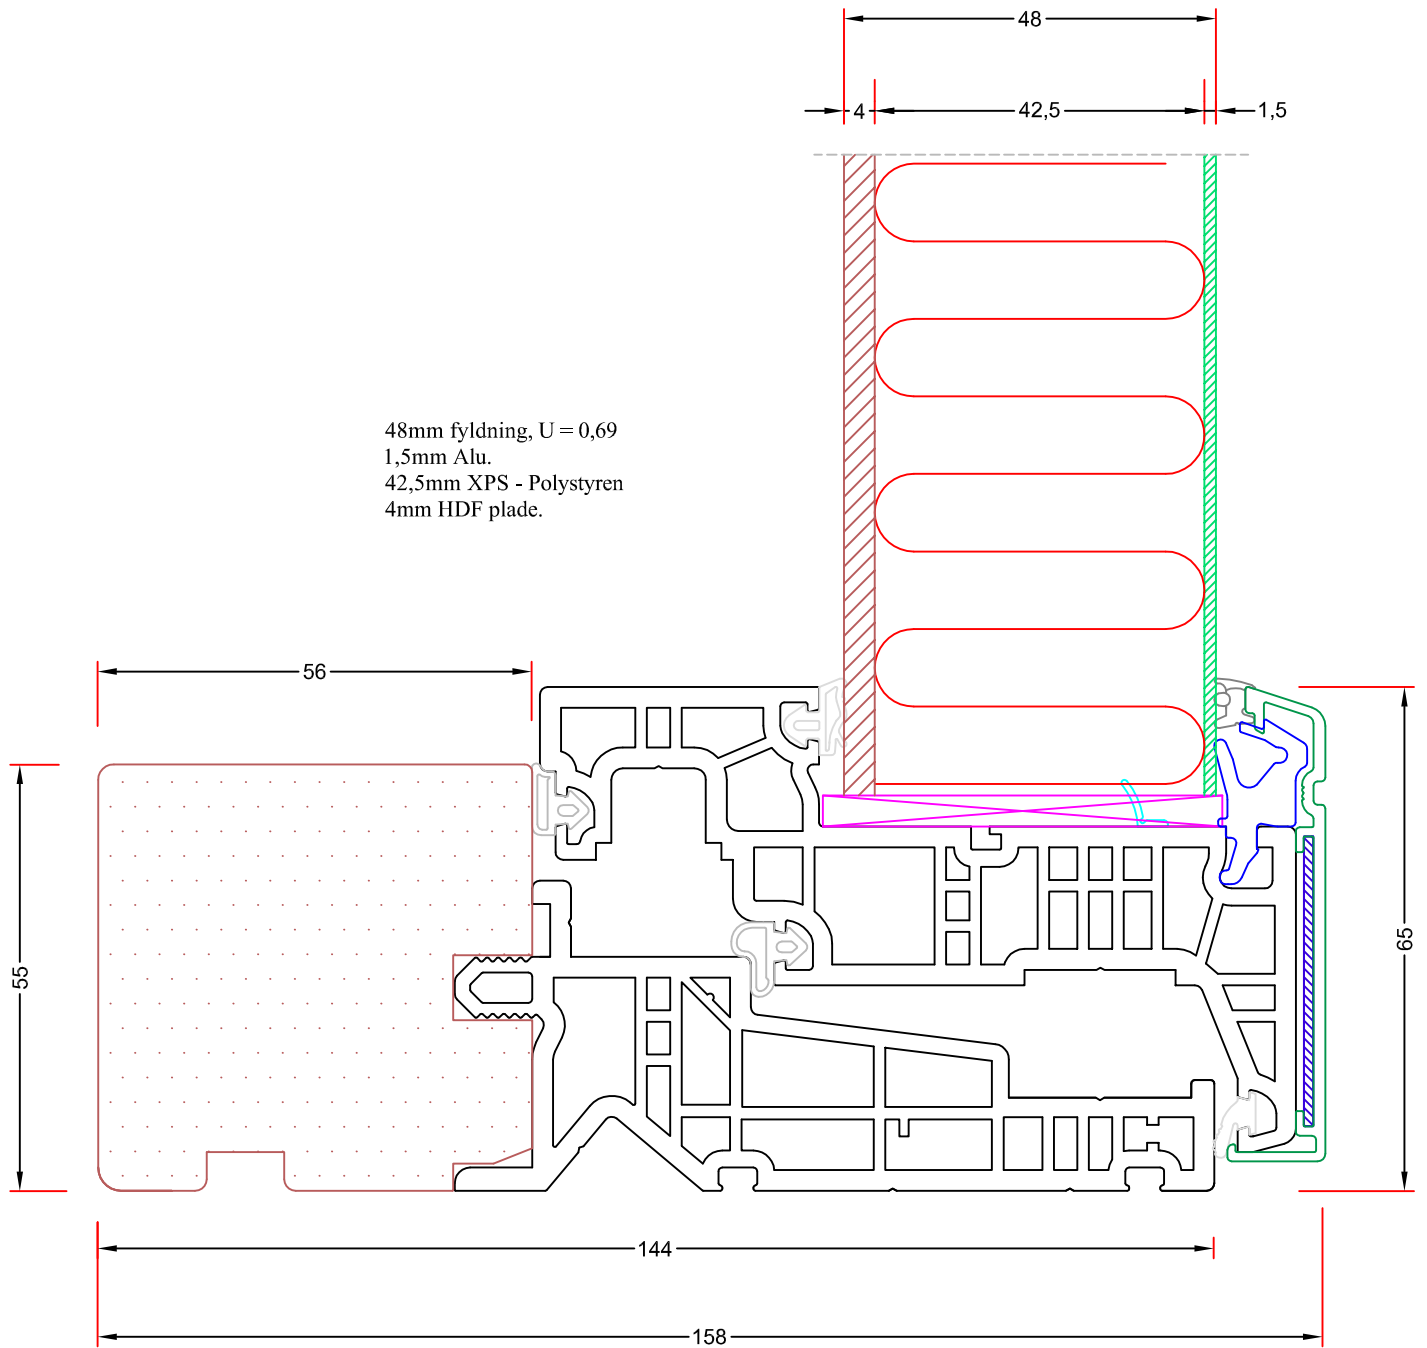 48
4
42,5
1,5
48mm fyldning, U = 0,69
1,5mm Alu.
42,5mm XPS - Polystyren
4mm HDF plade.
56
65
55
144
158